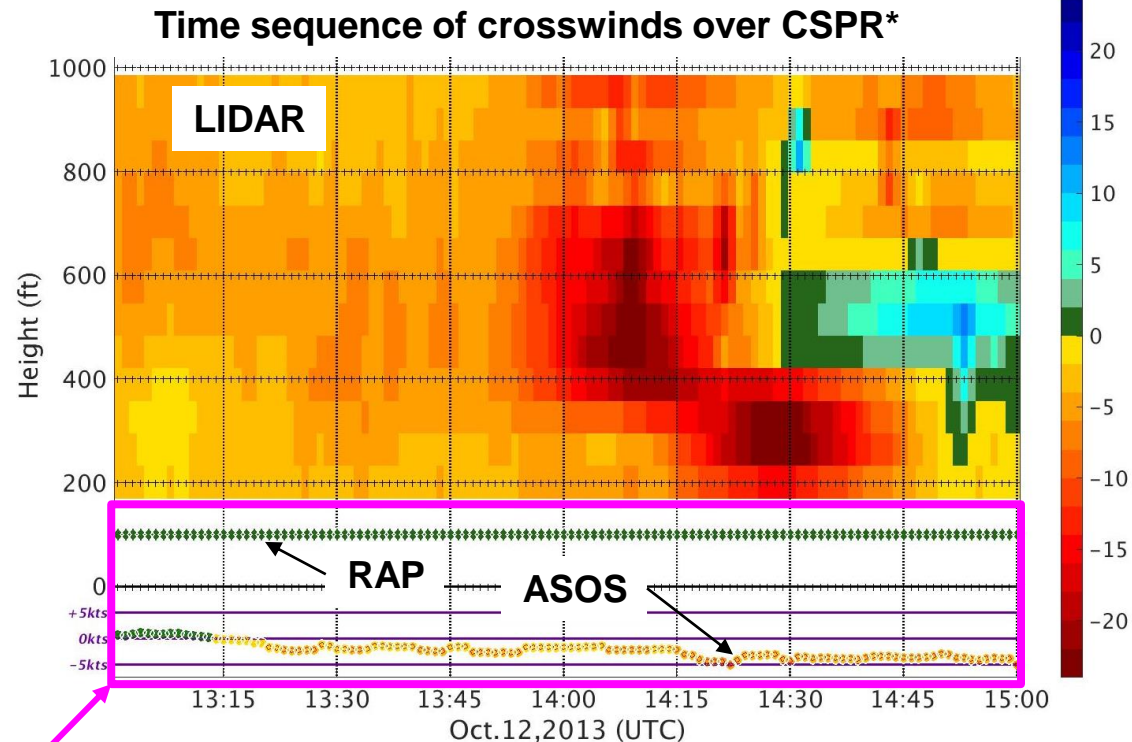 Time sequence of crosswinds over CSPR*
LIDAR
1000
800
600
400
200
0
Height (ft)
RAP
ASOS
+5kts
0kts
−5kts
13:15 13:30 13:45 14:00 14:15 14:30 14:45 15:00
Oct.12,2013 (UTC)
20
15
10
5
0
−5
−10
−15
−20